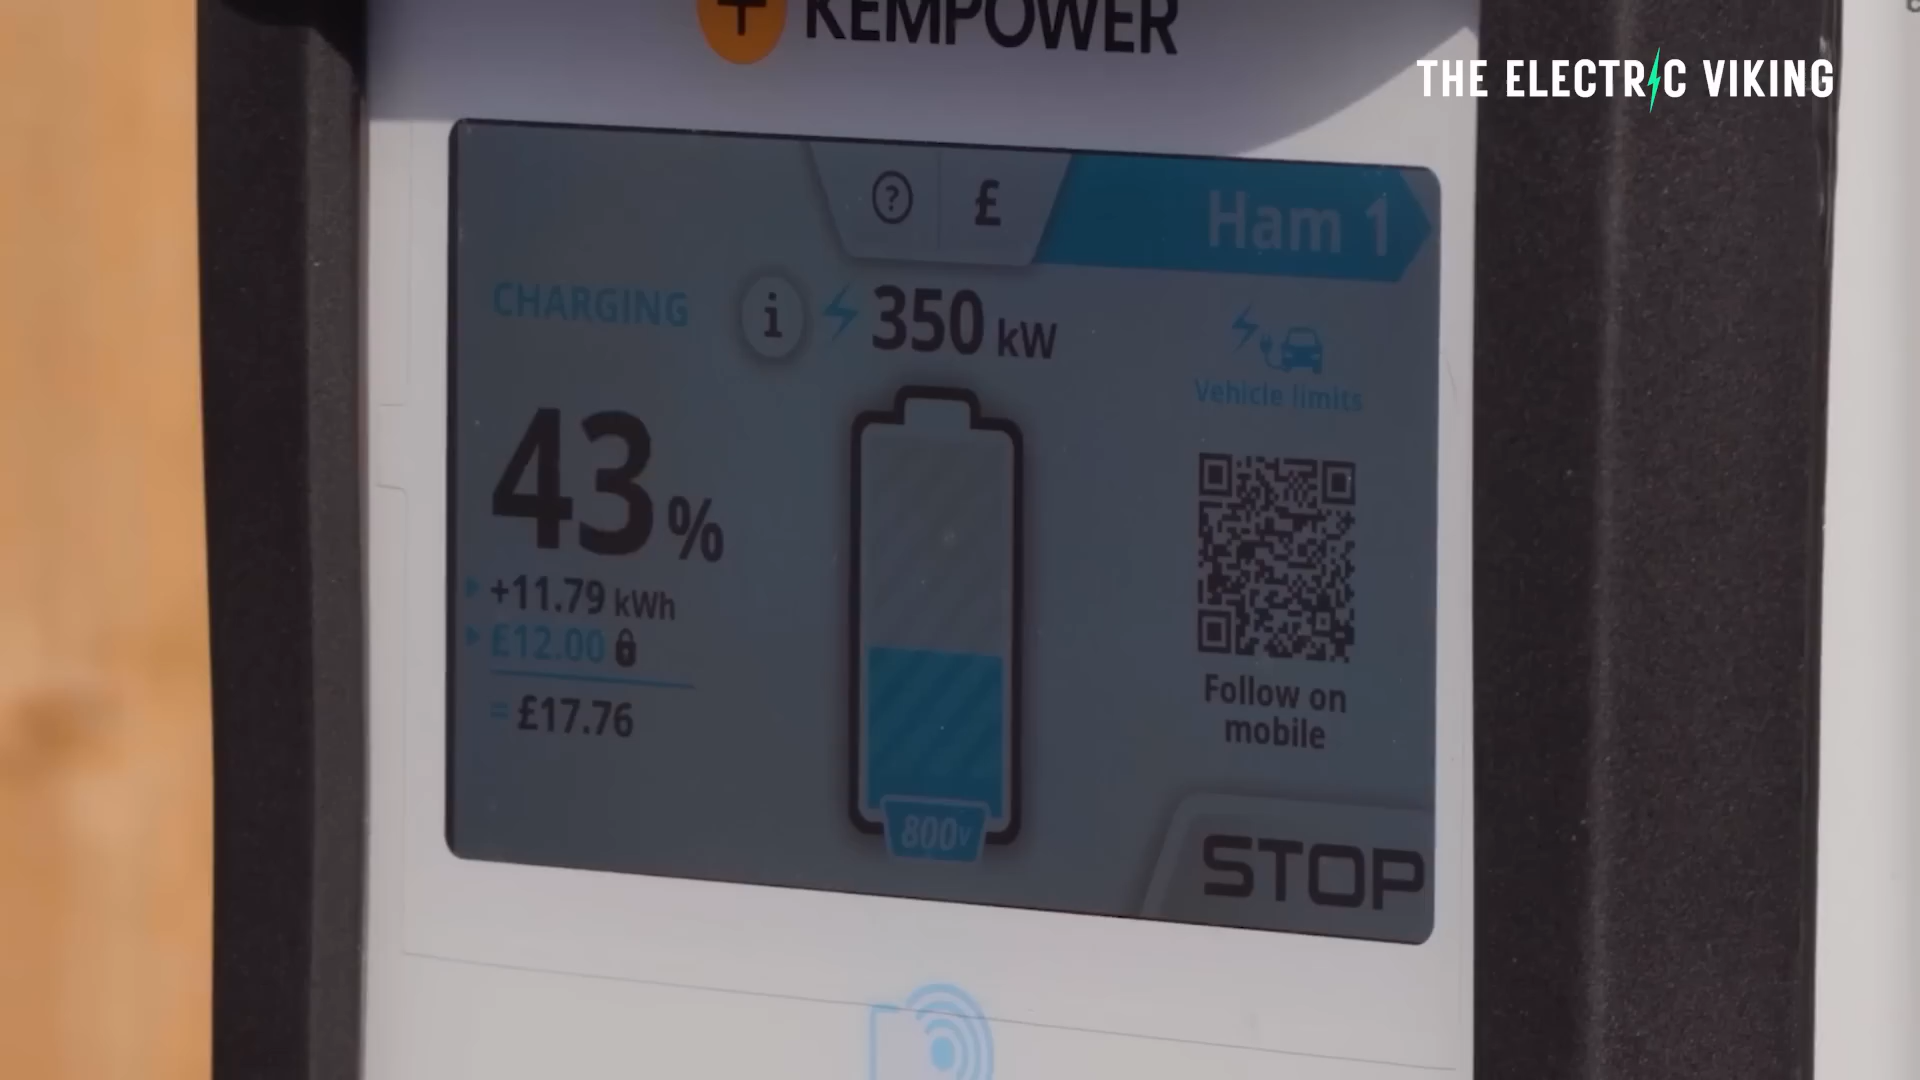 KEMPOWER
THE ELECTRIC VIKING
? £ Ham 1
CHARGING
i 350 kW
Vehicle limits
43 %
+11.79 kWh
£12.00
= £17.76
800V
Follow on
mobile
STOP